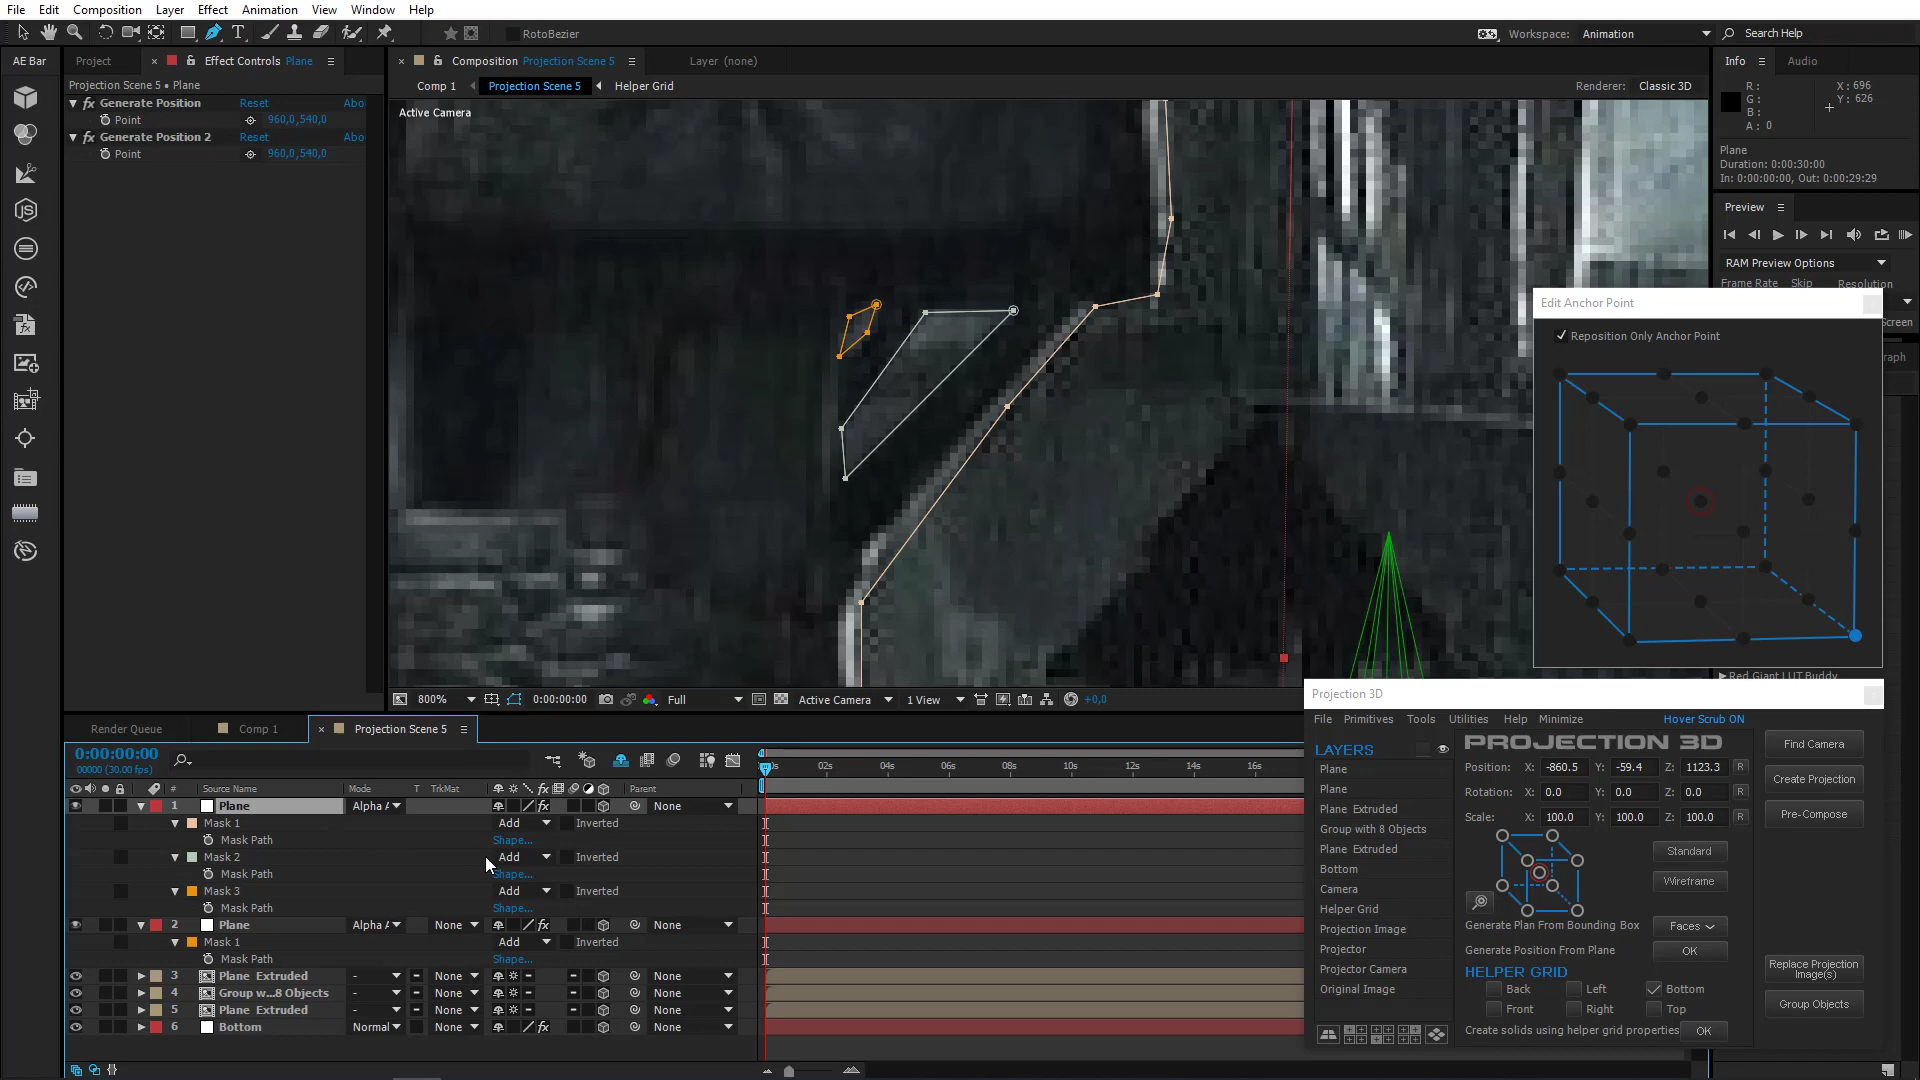 File Edit Composition Layer Effect Animation View Window Help
RotoBezier
Workspace: Animation
Search Help
AE Bar
Project
Effect Controls Plane
Composition Projection Scene 5
Layer (none)
Info
Audio
Projection Scene 5 • Plane
Comp 1
Projection Scene 5
Helper Grid
Renderer: Classic 3D
fx Generate Position Reset Abo
Point 960,0,540,0
fx Generate Position 2 Reset Abo
Point 960,0,540,0
Active Camera
R :
G :
B :
A : 0
X : 696
Y : 626
Plane
Duration: 0:00:30:00
In: 0:00:00:00, Out: 0:00:29:29
Preview
RAM Preview Options
Frame Rate Skip Resolution
Edit Anchor Point
Reposition Only Anchor Point
Screen
raph
Red Giant LUT Buddy
800%
0:00:00:00
Full
Active Camera
1 View
+0,0
Render Queue
Comp 1
Projection Scene 5
0:00:00:00
00000 (30.00 fps)
02s 04s 06s 08s 10s 12s 14s 16s
# Source Name Mode T TrkMat Parent
1 Plane Alpha A None
Mask 1 Add Inverted
Mask Path Shape...
Mask 2 Add Inverted
Mask Path Shape...
Mask 3 Add Inverted
Mask Path Shape...
2 Plane Alpha A None None
Mask 1 Add Inverted
Mask Path Shape...
3 Plane Extruded - None None
4 Group w...8 Objects - None None
5 Plane Extruded - None None
6 Bottom Normal None None
Projection 3D
File Primitives Tools Utilities Help Minimize Hover Scrub ON
LAYERS
Plane
Plane
Plane Extruded
Group with 8 Objects
Plane Extruded
Bottom
Camera
Helper Grid
Projection Image
Projector
Projector Camera
Original Image
PROJECTION 3D
Position: X: -860.5 Y: -59.4 Z: 1123.3 R
Rotation: X: 0.0 Y: 0.0 Z: 0.0 R
Scale: X: 100.0 Y: 100.0 Z: 100.0 R
Standard
Wireframe
Generate Plan From Bounding Box Faces
Generate Position From Plane OK
HELPER GRID
Back Left Bottom
Front Right Top
Create solids using helper grid properties OK
Find Camera
Create Projection
Pre-Compose
Replace Projection Image(s)
Group Objects